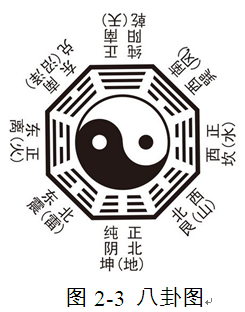 正南
纯阳
乾(天)
西南
巽(风)
正西
坎(水)
西北
艮(山)
正北
纯阴
坤(地)
东北
震(雷)
正东
离(火)
东南
兑(沼泽)
图 2-3 八卦图